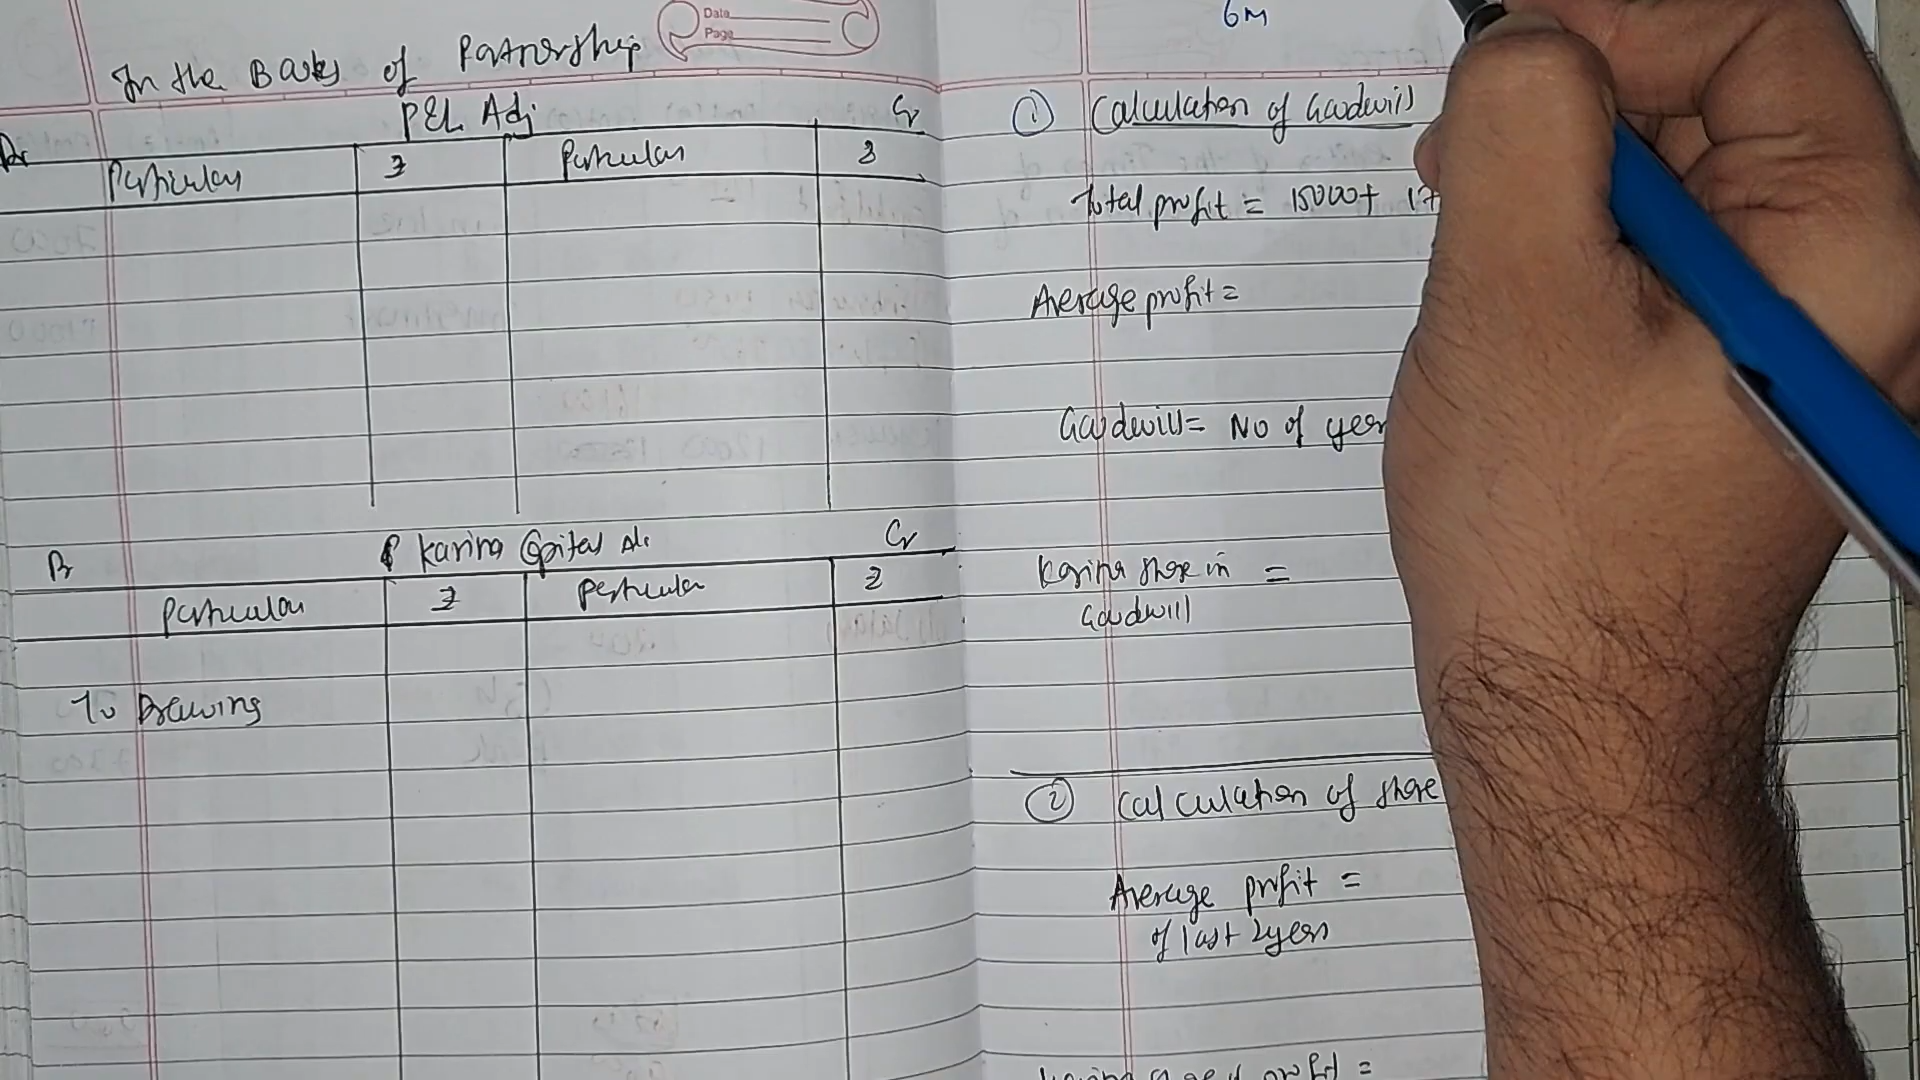 Date
Page
In the Books of Partnership
P&L Adj
Cr
Dr
Particular ₹ Particular ₹
Karina Capital A/c
Cr
Dr
Particular ₹ Particular ₹
To Drawing
6M
① Calculation of Goodwill
Total profit = 15000+ 17
Average profit =
Goodwill = No of year
Karina share in =
Goodwill
② Calculation of share
Average profit =
of last 2years
profit =